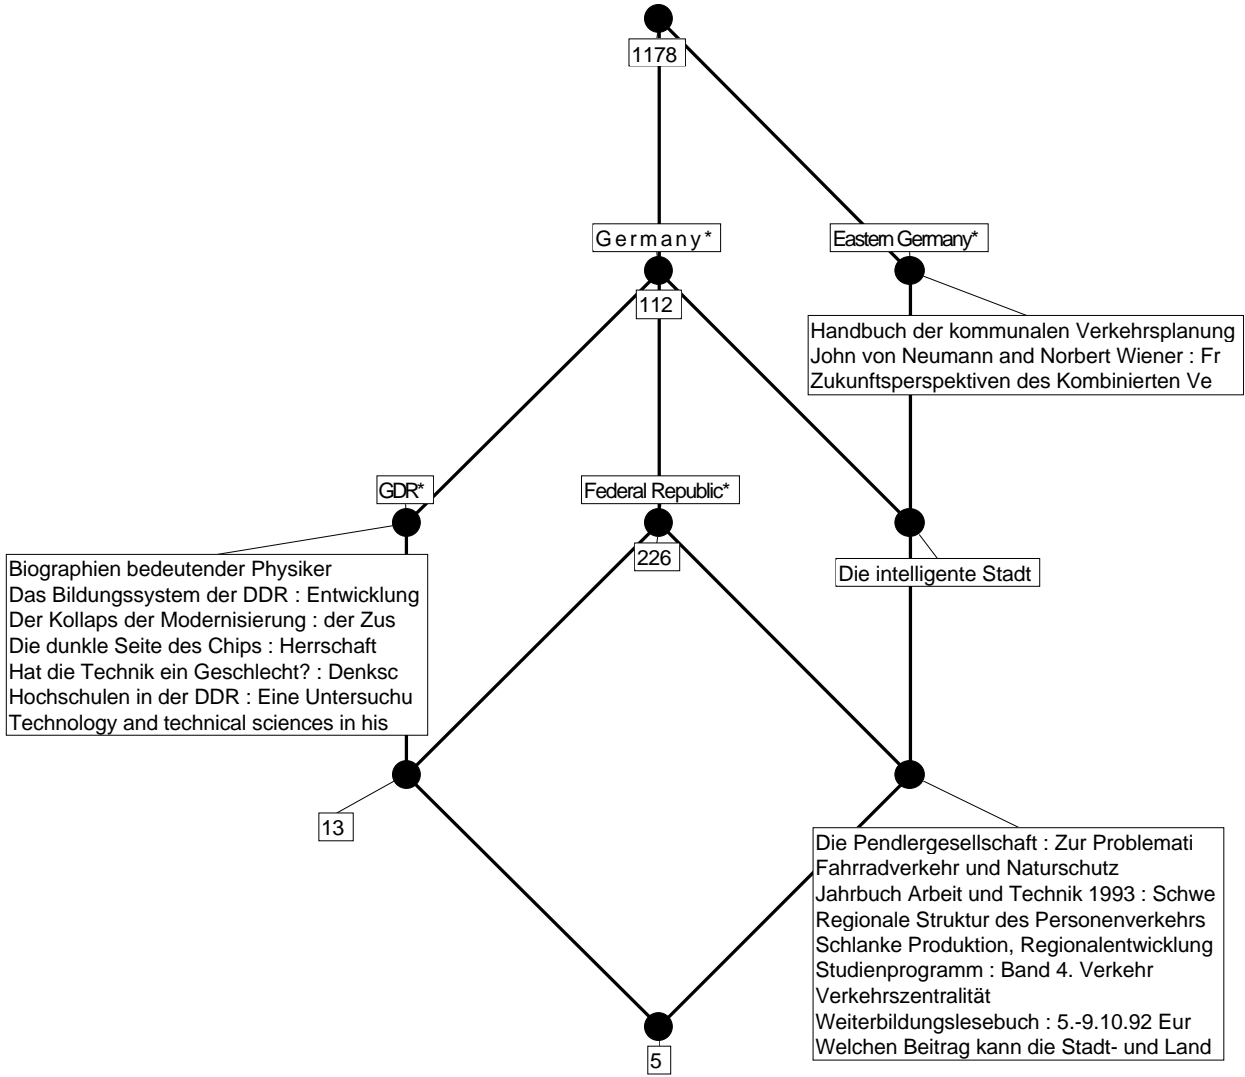 1178
Germany*
Eastern Germany*
112
Handbuch der kommunalen Verkehrsplanung
John von Neumann and Norbert Wiener : Fr
Zukunftsperspektiven des Kombinierten Ve
GDR*
Federal Republic*
226
Biographien bedeutender Physiker
Das Bildungssystem der DDR : Entwicklung
Der Kollaps der Modernisierung : der Zus
Die dunkle Seite des Chips : Herrschaft
Hat die Technik ein Geschlecht? : Denksc
Hochschulen in der DDR : Eine Untersuchu
Technology and technical sciences in his
Die intelligente Stadt
13
Die Pendlergesellschaft : Zur Problemati
Fahrradverkehr und Naturschutz
Jahrbuch Arbeit und Technik 1993 : Schwe
Regionale Struktur des Personenverkehrs
Schlanke Produktion, Regionalentwicklung
Studienprogramm : Band 4. Verkehr
Verkehrszentralität
Weiterbildungslesebuch : 5.-9.10.92 Eur
Welchen Beitrag kann die Stadt- und Land
5